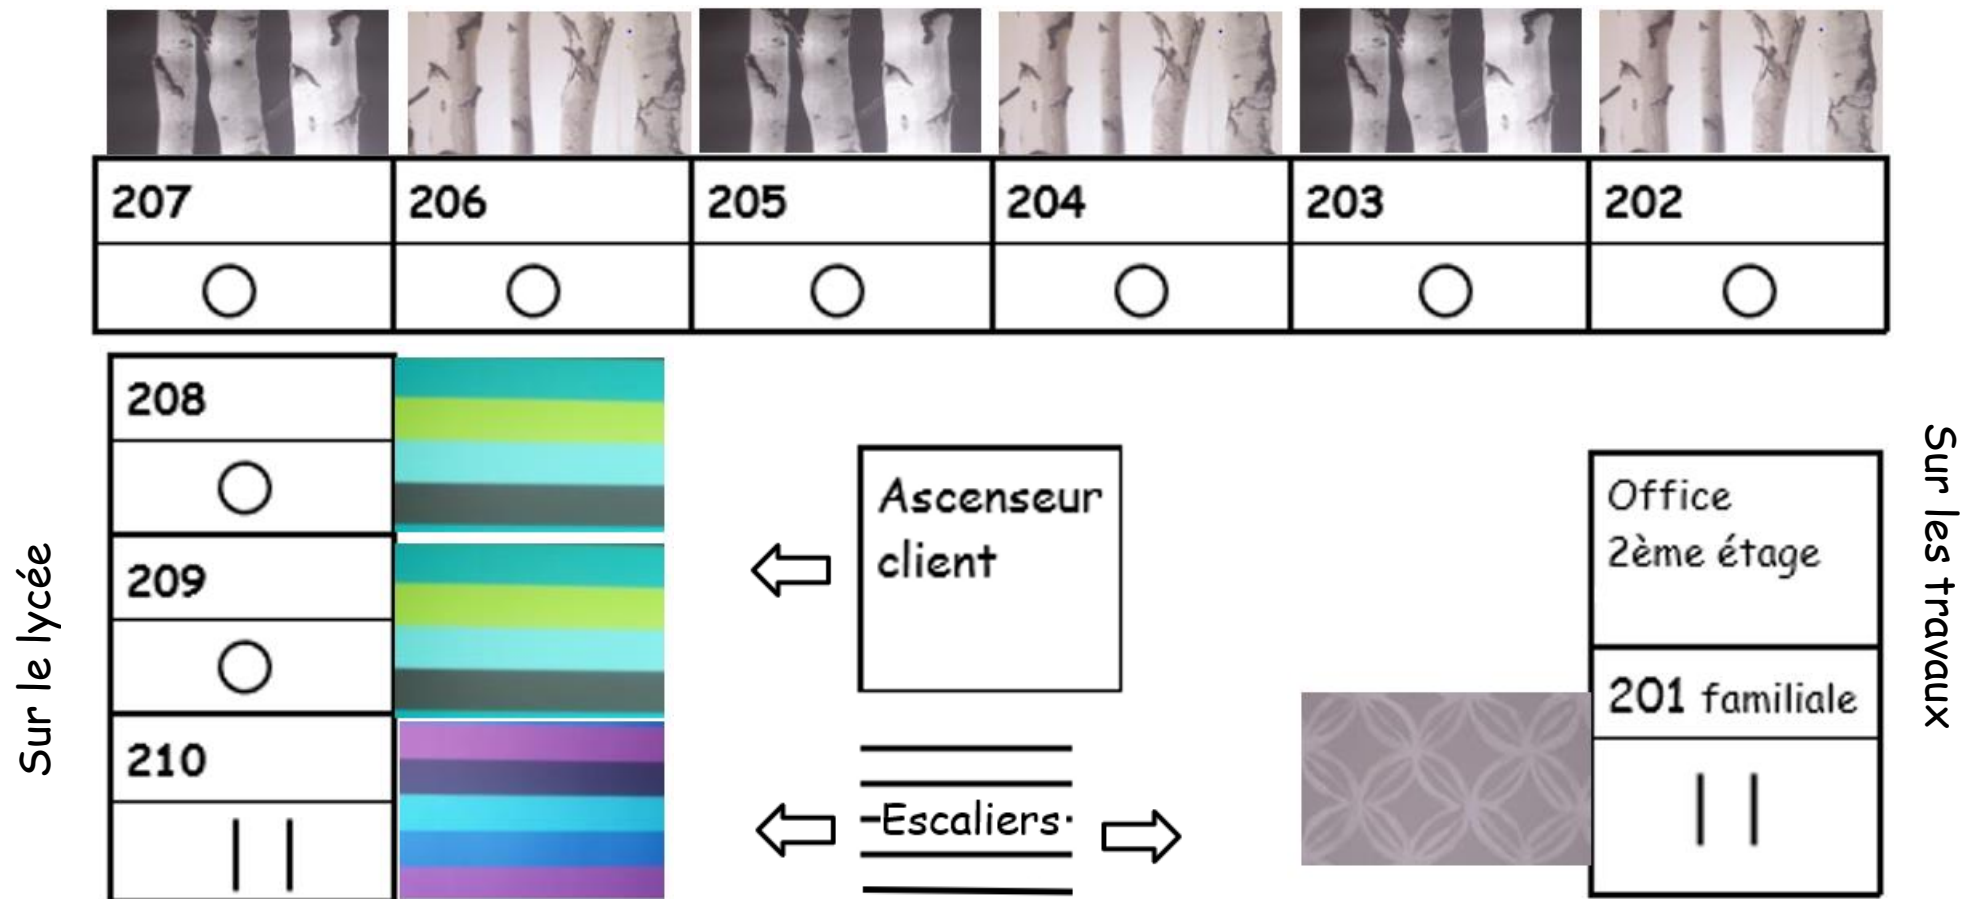 207 206 205 204 203 202
208
209
210
Sur le lycée
Ascenseur
client
Escaliers
Office
2ème étage
201 familiale
Sur les travaux